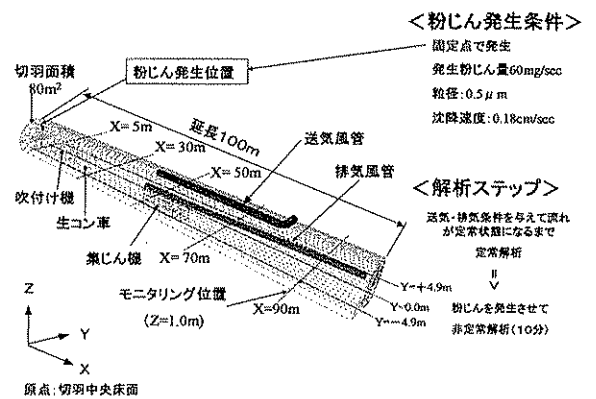 ＜粉じん発生条件＞
固定点で発生
発生粉じん量60mg/scc
粒径:0.5μm
沈降速度:0.18cm/scc
切羽面積
80m²
粉じん発生位置
延長100m
X=5m
X=30m
X=50m
送気風管
排気風管
吹付け機
生コン車
集じん機
X=70m
モニタリング位置
(Z=1.0m)
X=90m
Y=+4.9m
Y=0.0m
Y=-4.9m
＜解析ステップ＞
送気・排気条件を与えて流れ
が定常状態になるまで
定常解析
=>
粉じんを発生させて
非定常解析(10分)
Z
Y
X
原点:切羽中央床面